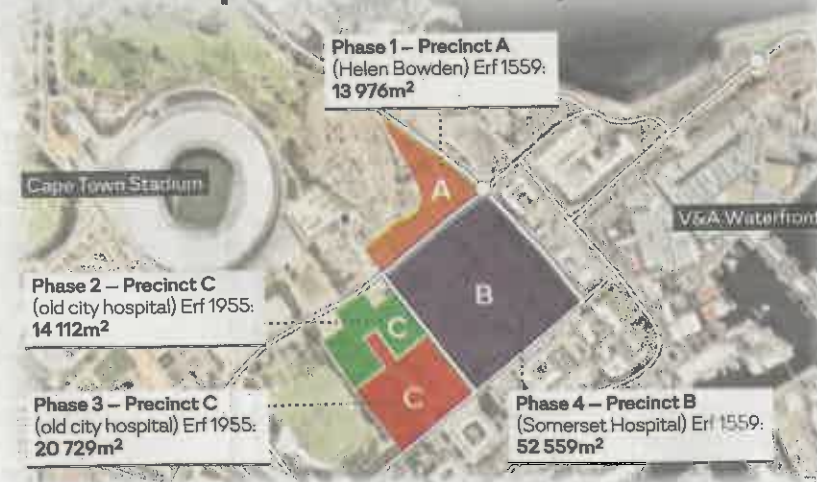 Phase 1 – Precinct A
(Helen Bowden) Erf 1559:
13 976m²
A
Cape Town Stadium
V&A Waterfront
B
Phase 2 – Precinct C
(old city hospital) Erf 1955:
14 112m²
C
Phase 3 – Precinct C
(old city hospital) Erf 1955:
20 729m²
C
Phase 4 – Precinct B
(Somerset Hospital) Erf 1559:
52 559m²